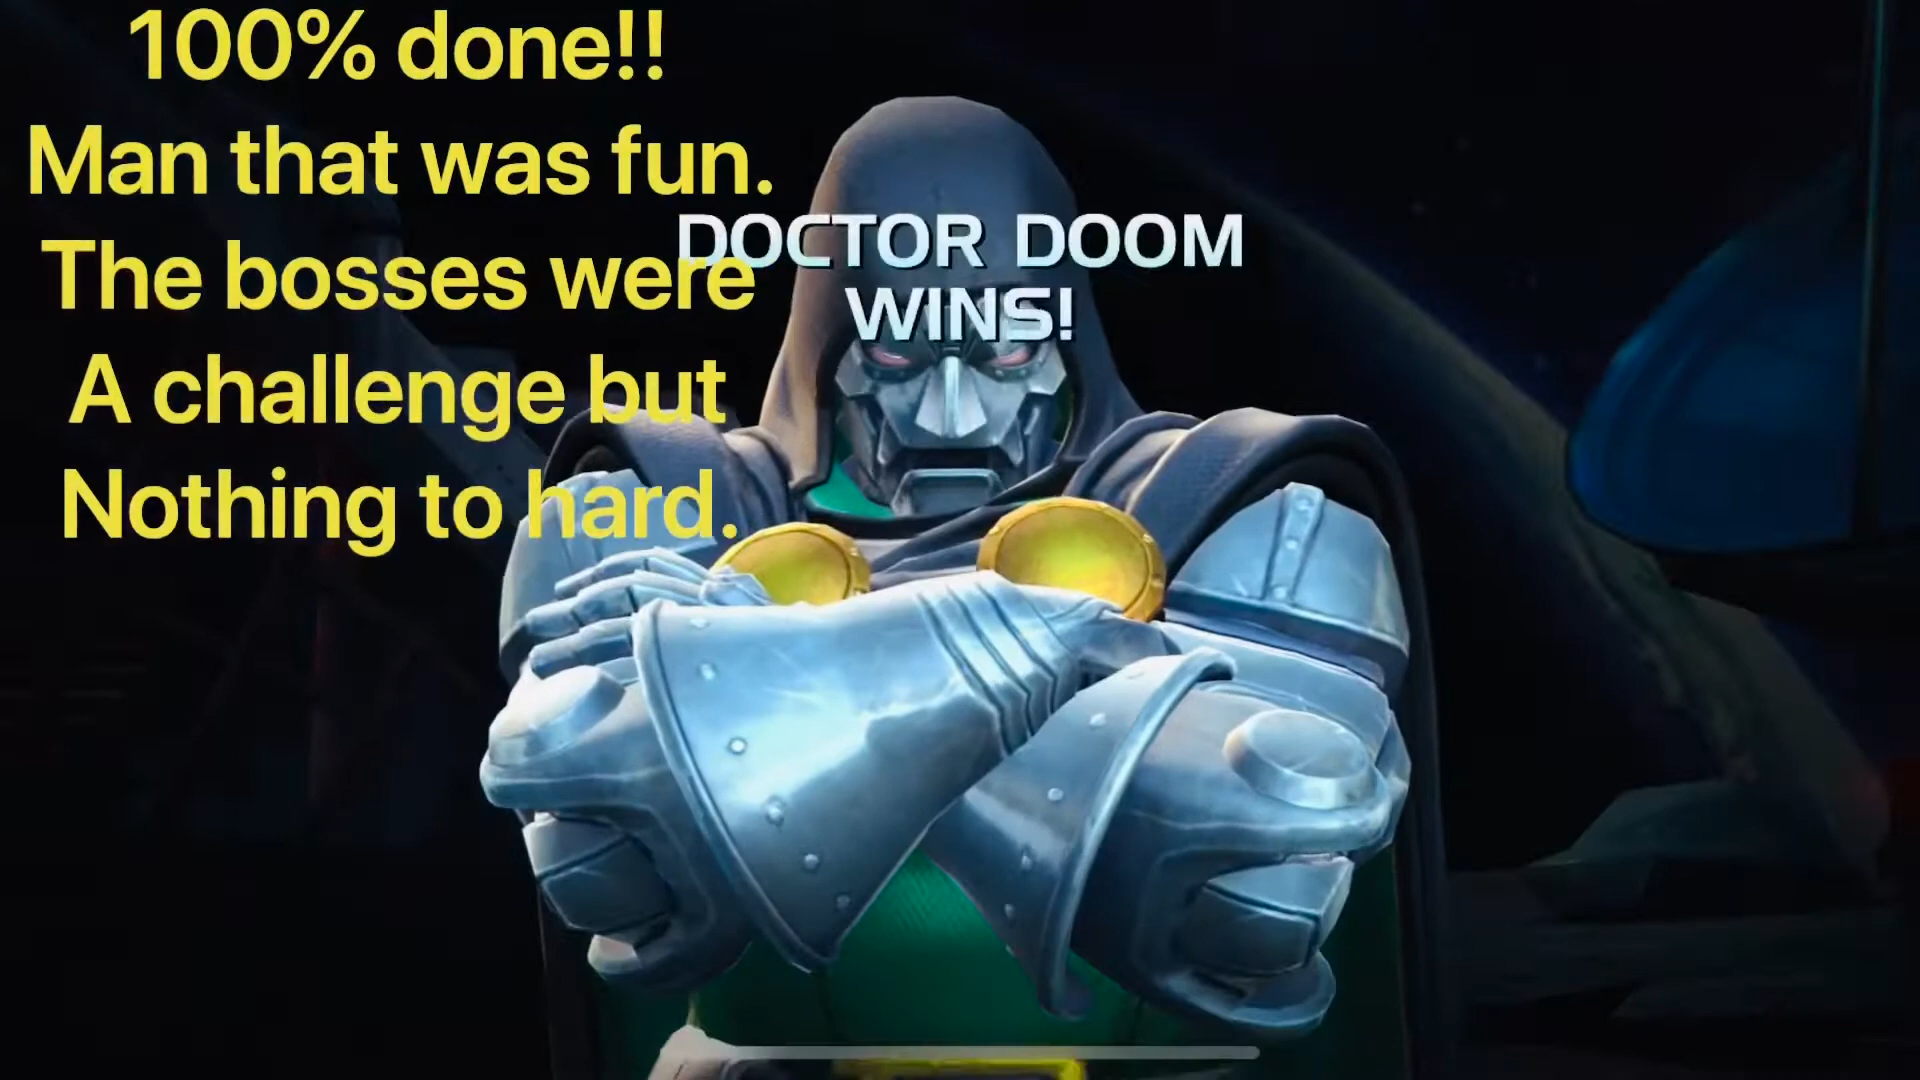 100% done!!
Man that was fun.
The bosses were
A challenge but
Nothing to hard.
DOCTOR DOOM
WINS!